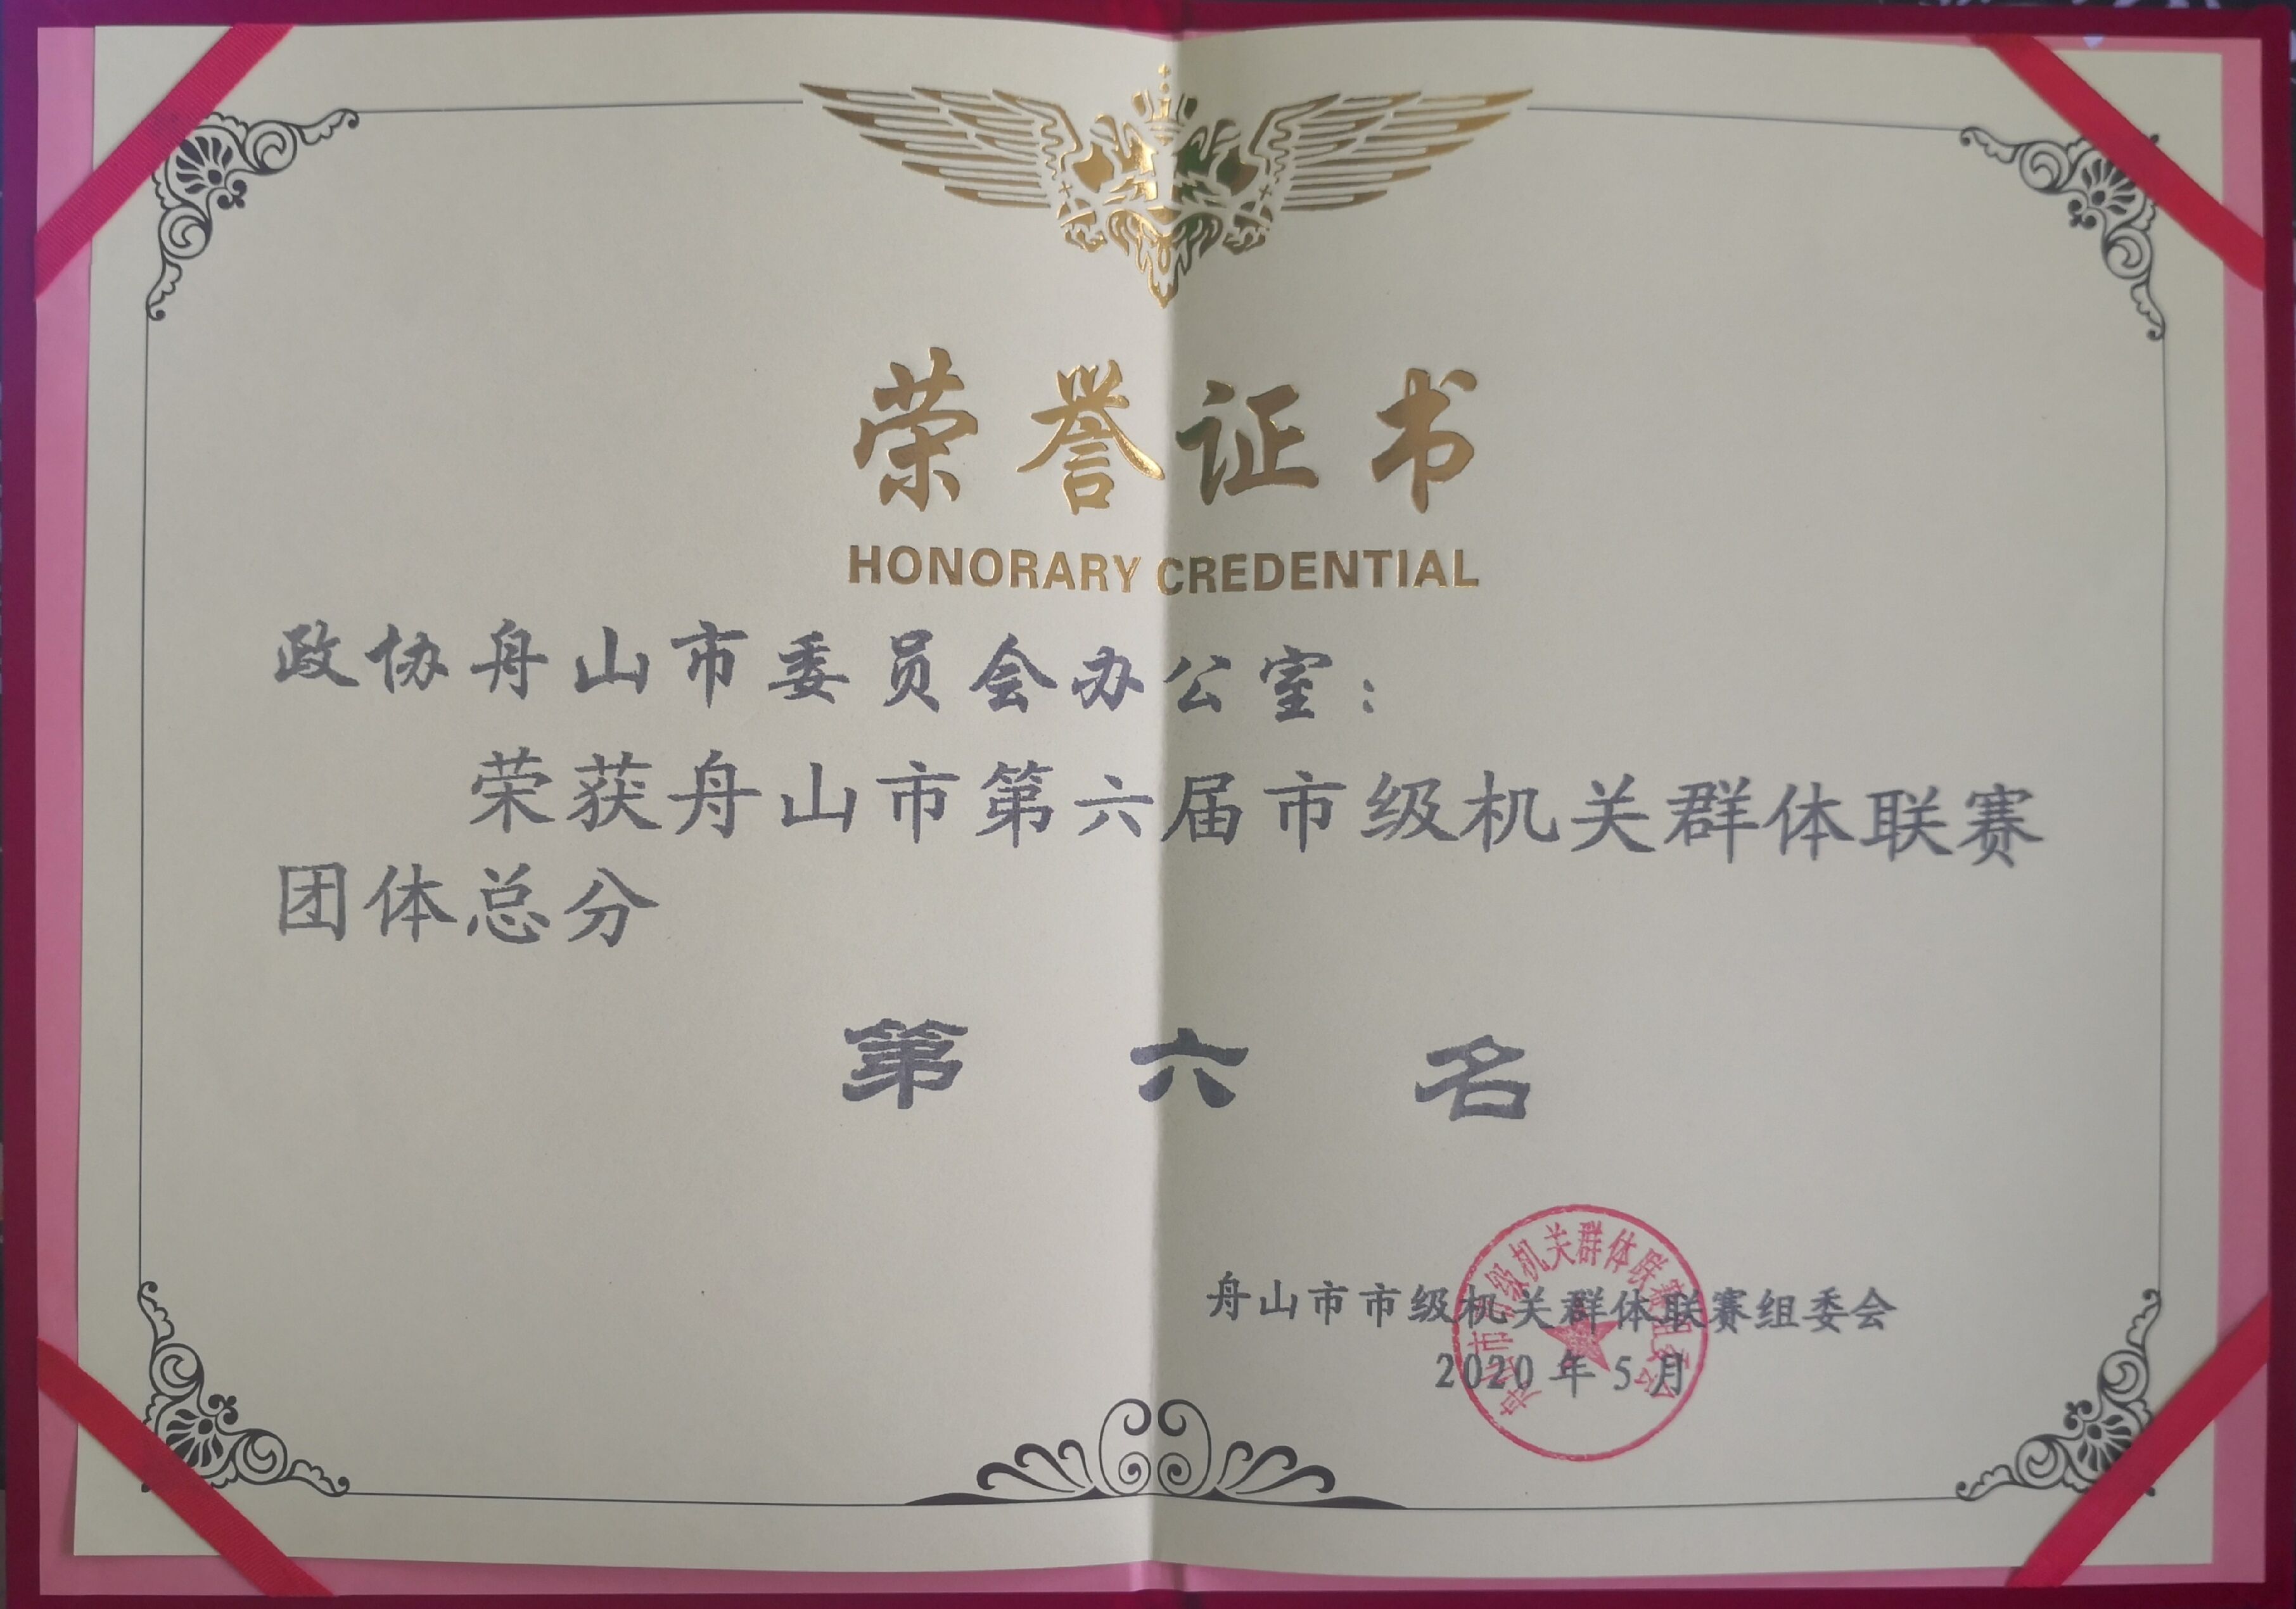 荣誉证书
HONORARY CREDENTIAL
政协舟山市委员会办公室：
荣获舟山市第六届市级机关群体联赛
团体总分
第六名
舟山市市级机关群体联赛组委会
2020年5月